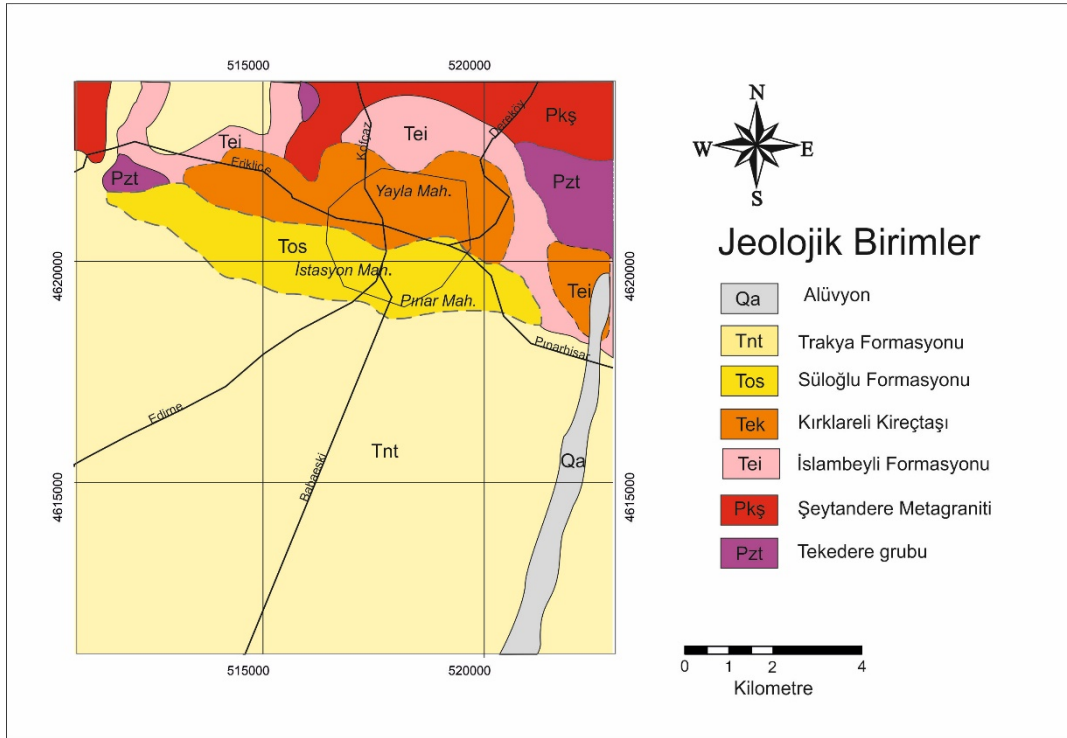 515000
520000
Pkş
Tei
Kofçaz
Dereköy
Tei
Eriklice
Pzt
Pzt
Yayla Mah.
Tos
İstasyon Mah.
Pınar Mah.
Tei
4620000
4620000
Pınarhisar
Edirne
Tnt
Babaeski
Qa
4615000
4615000
515000
520000
N
W
E
S
Jeolojik Birimler
Qa Alüvyon
Tnt Trakya Formasyonu
Tos Süloğlu Formasyonu
Tek Kırklareli Kireçtaşı
Tei İslambeyli Formasyonu
Pkş Şeytandere Metagraniti
Pzt Tekedere grubu
0 1 2 4
Kilometre